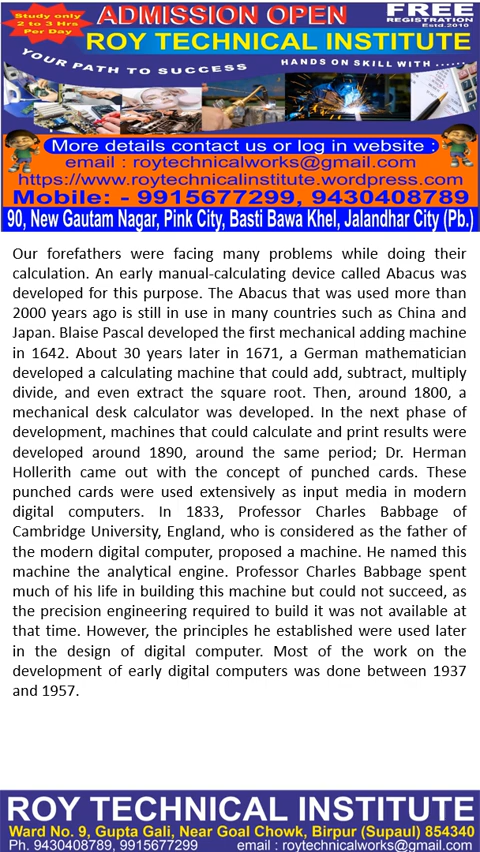 Study only
2 to 3 Hrs
Per Day
ADMISSION OPEN
FREE
REGISTRATION
Estd.2010
ROY TECHNICAL INSTITUTE
YOUR PATH TO SUCCESS
HANDS ON SKILL WITH ......
More details contact us or log in website :
email : roytechnicalworks@gmail.com
https://www.roytechnicalinstitute.wordpress.com
Mobile: - 9915677299, 9430408789
90, New Gautam Nagar, Pink City, Basti Bawa Khel, Jalandhar City (Pb.)
Our forefathers were facing many problems while doing their
calculation. An early manual-calculating device called Abacus was
developed for this purpose. The Abacus that was used more than
2000 years ago is still in use in many countries such as China and
Japan. Blaise Pascal developed the first mechanical adding machine
in 1642. About 30 years later in 1671, a German mathematician
developed a calculating machine that could add, subtract, multiply
divide, and even extract the square root. Then, around 1800, a
mechanical desk calculator was developed. In the next phase of
development, machines that could calculate and print results were
developed around 1890, around the same period; Dr. Herman
Hollerith came out with the concept of punched cards. These
punched cards were used extensively as input media in modern
digital computers. In 1833, Professor Charles Babbage of
Cambridge University, England, who is considered as the father of
the modern digital computer, proposed a machine. He named this
machine the analytical engine. Professor Charles Babbage spent
much of his life in building this machine but could not succeed, as
the precision engineering required to build it was not available at
that time. However, the principles he established were used later
in the design of digital computer. Most of the work on the
development of early digital computers was done between 1937
and 1957.
ROY TECHNICAL INSTITUTE
Ward No. 9, Gupta Gali, Near Goal Chowk, Birpur (Supaul) 854340
Ph. 9430408789, 9915677299 email : roytechnicalworks@gmail.com